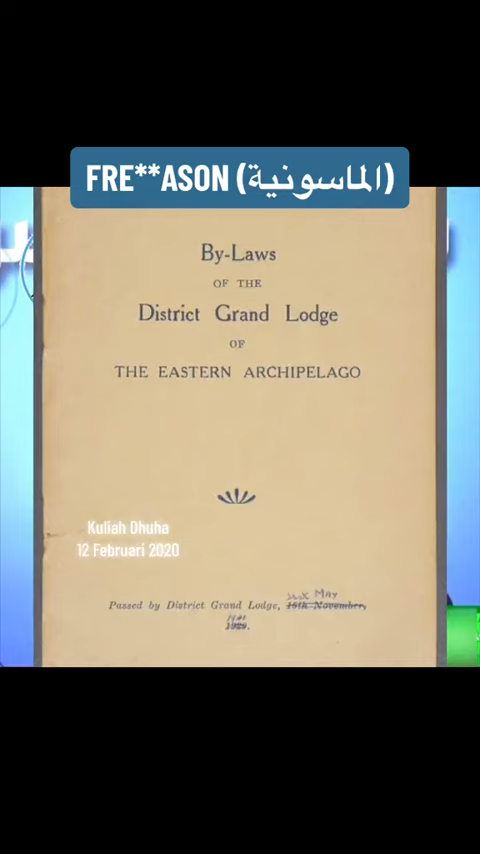 FRE**ASON (الماسونية)
By-Laws
OF THE
District Grand Lodge
OF
THE EASTERN ARCHIPELAGO
Kuliah Dhuha
12 Februari 2020
Passed by District Grand Lodge, 16th November, May
1929.